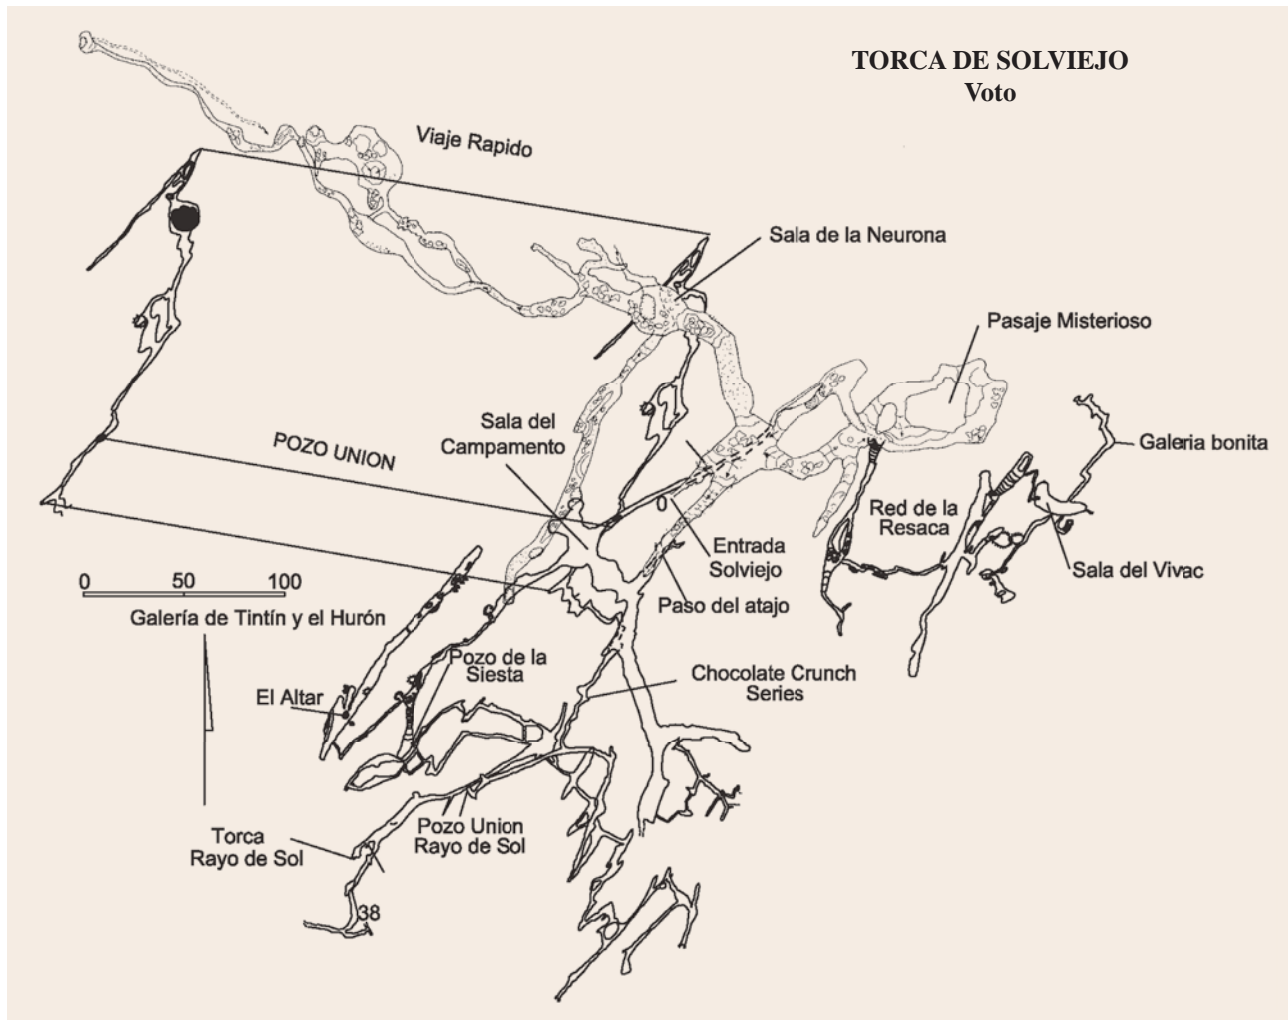 TORCA DE SOLVIEJO
Voto
Viaje Rapido
Sala de la Neurona
Pasaje Misterioso
Sala del
Campamento
Galeria bonita
POZO UNION
Red de la
Resaca
Entrada
Solviejo
Sala del Vivac
0 50 100
Paso del atajo
Galería de Tintín y el Hurón
Pozo de la
Siesta
Chocolate Crunch
Series
El Altar
Pozo Union
Rayo de Sol
Torca
Rayo de Sol
38